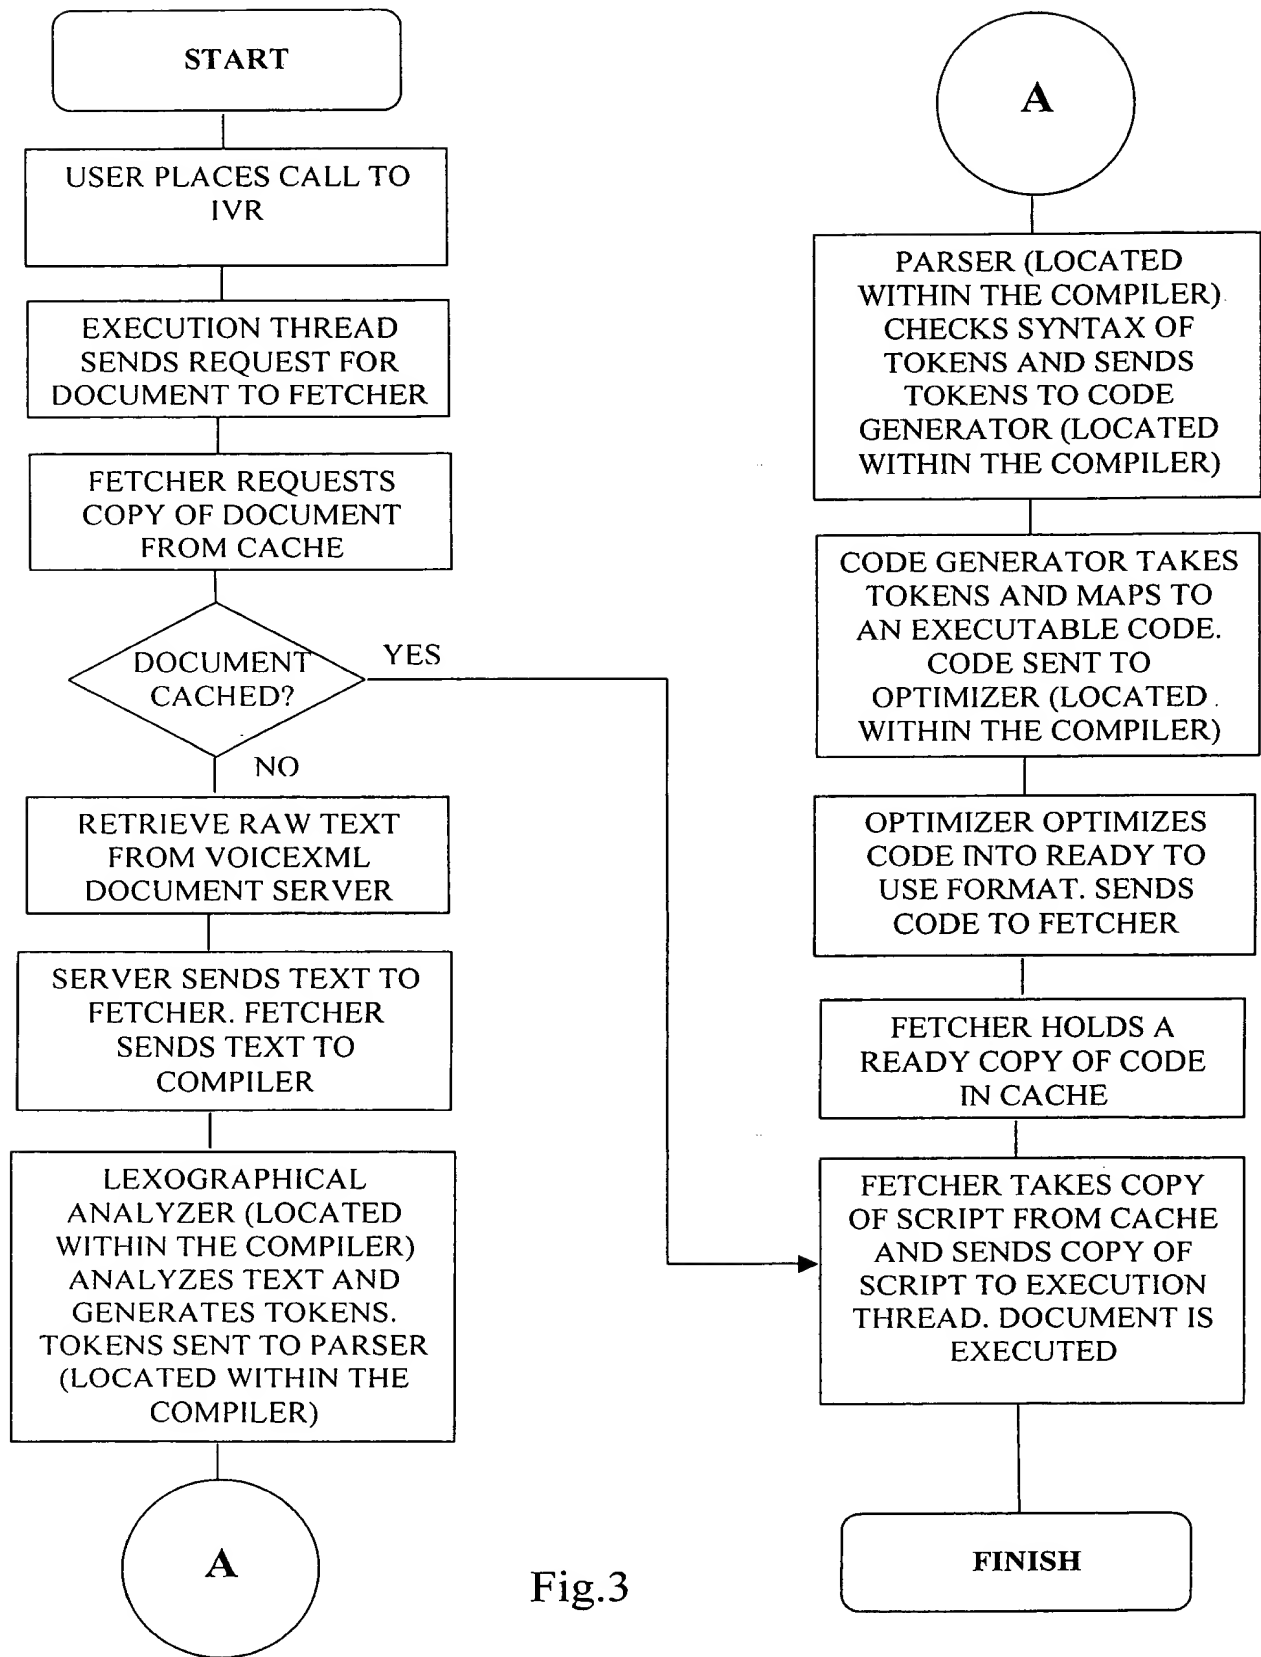 START
USER PLACES CALL TO
IVR
EXECUTION THREAD
SENDS REQUEST FOR
DOCUMENT TO FETCHER
FETCHER REQUESTS
COPY OF DOCUMENT
FROM CACHE
DOCUMENT
CACHED?
YES
NO
RETRIEVE RAW TEXT
FROM VOICEXML
DOCUMENT SERVER
SERVER SENDS TEXT TO
FETCHER. FETCHER
SENDS TEXT TO
COMPILER
LEXOGRAPHICAL
ANALYZER (LOCATED
WITHIN THE COMPILER)
ANALYZES TEXT AND
GENERATES TOKENS.
TOKENS SENT TO PARSER
(LOCATED WITHIN THE
COMPILER)
A
A
PARSER (LOCATED
WITHIN THE COMPILER)
CHECKS SYNTAX OF
TOKENS AND SENDS
TOKENS TO CODE
GENERATOR (LOCATED
WITHIN THE COMPILER)
CODE GENERATOR TAKES
TOKENS AND MAPS TO
AN EXECUTABLE CODE.
CODE SENT TO
OPTIMIZER (LOCATED
WITHIN THE COMPILER)
OPTIMIZER OPTIMIZES
CODE INTO READY TO
USE FORMAT. SENDS
CODE TO FETCHER
FETCHER HOLDS A
READY COPY OF CODE
IN CACHE
FETCHER TAKES COPY
OF SCRIPT FROM CACHE
AND SENDS COPY OF
SCRIPT TO EXECUTION
THREAD. DOCUMENT IS
EXECUTED
FINISH
Fig.3